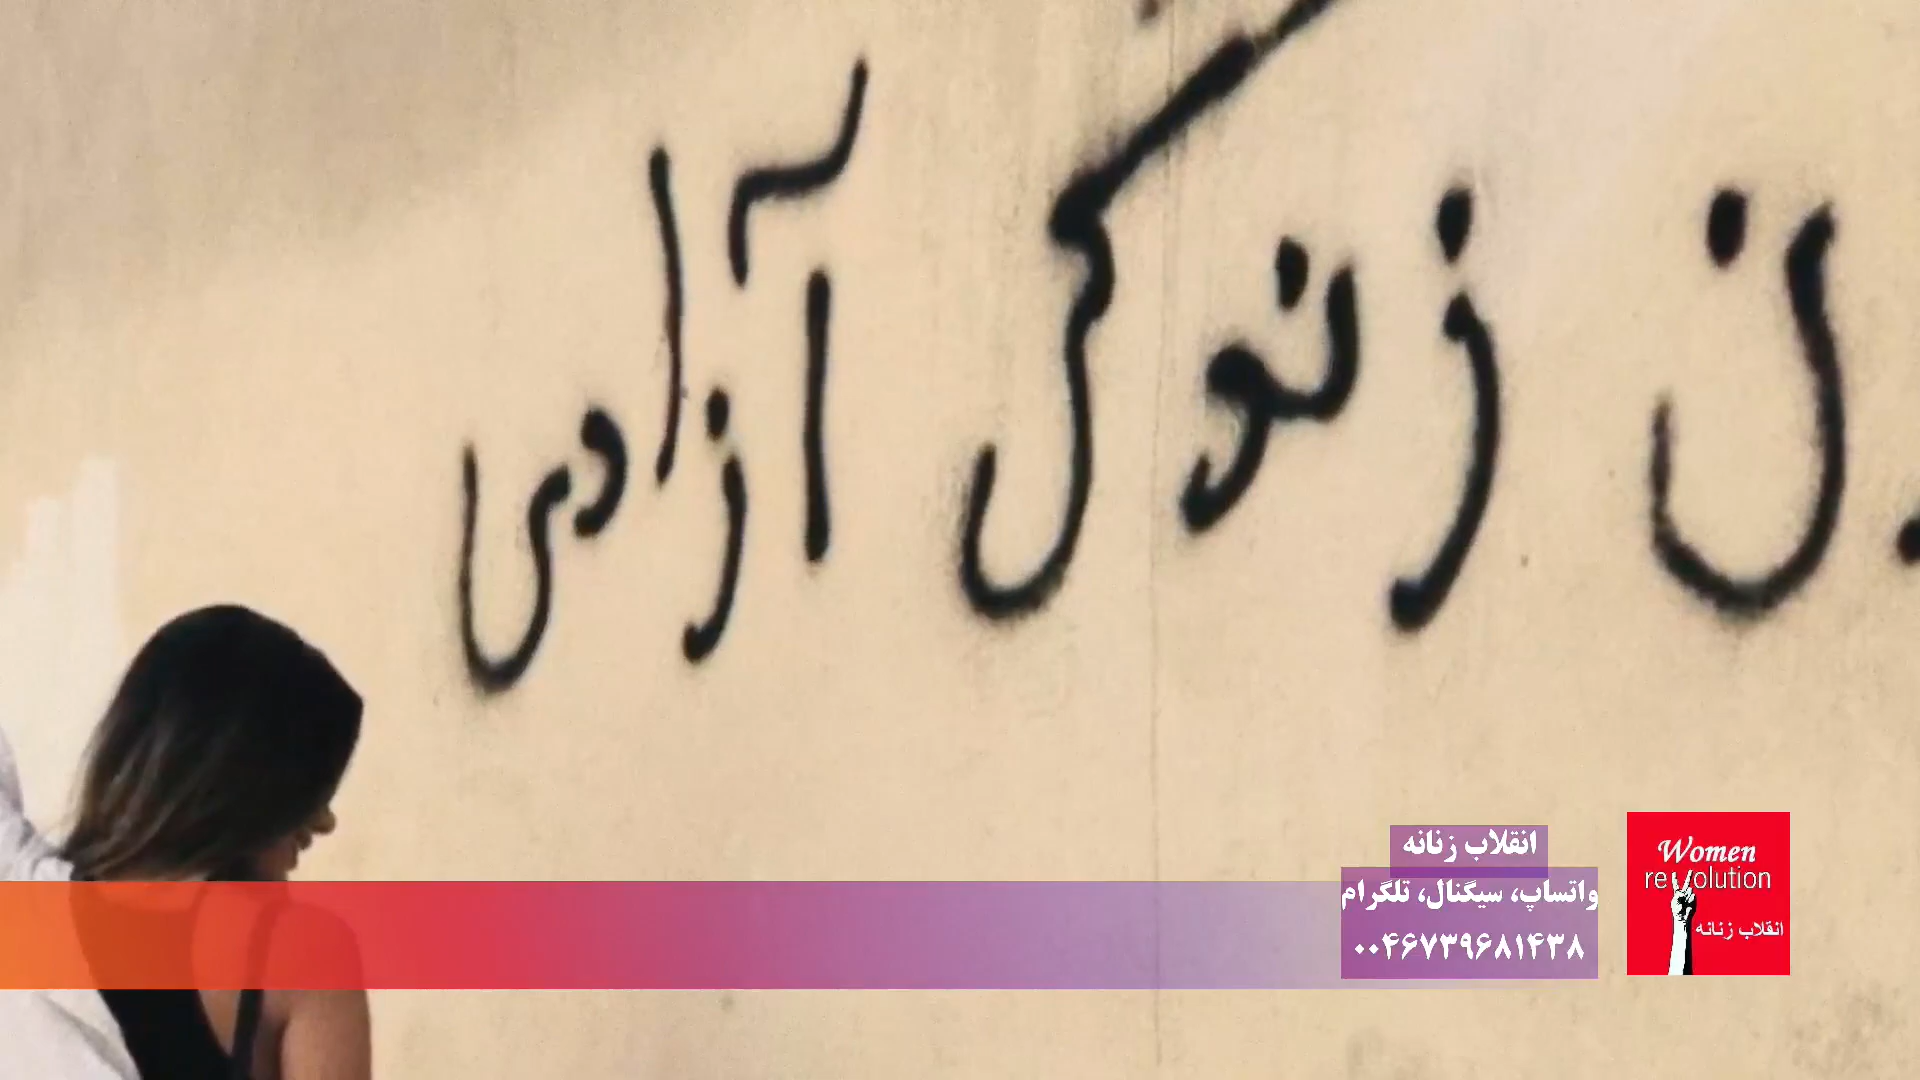 ن زندگی آزادی
انقلاب زنانه
واتساپ، سیگنال، تلگرام
۰۰۴۶۷۳۹۶۸۱۴۳۸
Women
revolution
انقلاب زنانه